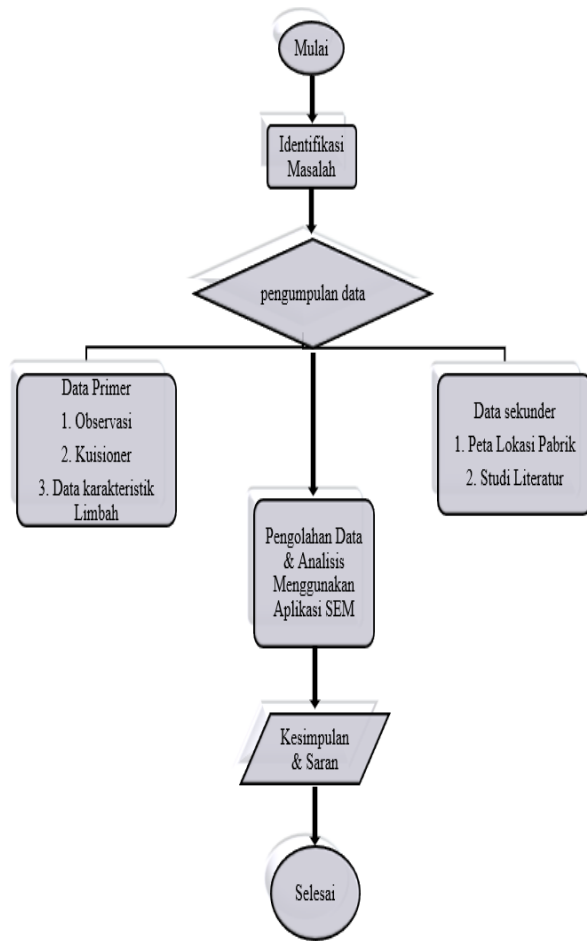 Mulai
Identifikasi
Masalah
pengumpulan data
Data Primer
1. Observasi
2. Kuisioner
3. Data karakteristik
Limbah
Data sekunder
1. Peta Lokasi Pabrik
2. Studi Literatur
Pengolahan Data
& Analisis
Menggunakan
Aplikasi SEM
Kesimpulan
& Saran
Selesai